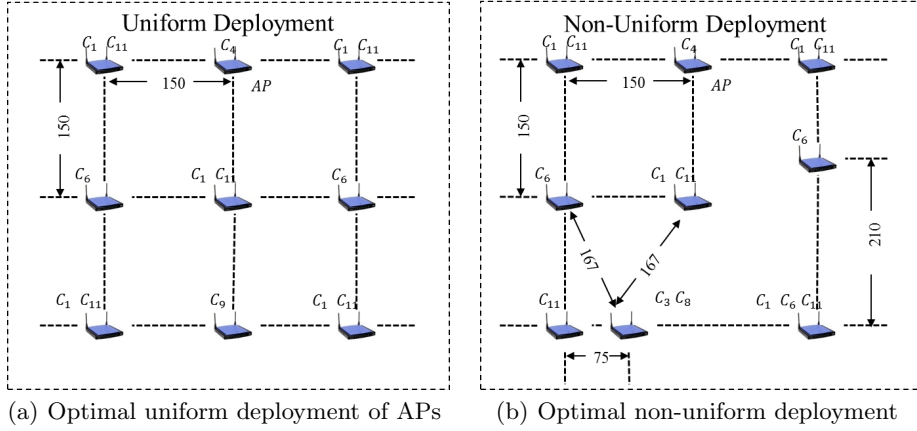 Uniform Deployment
C1 C11 C4 C1 C11
150 AP
150
C6 C1 C11 C6
C1 C11 C9 C1 C11
(a) Optimal uniform deployment of APs
Non-Uniform Deployment
C1 C11 C4 C1 C11
150 AP
150
C6
C6 C1 C11
210
167 167
C11 C3 C8 C1 C6 C11
75
(b) Optimal non-uniform deployment